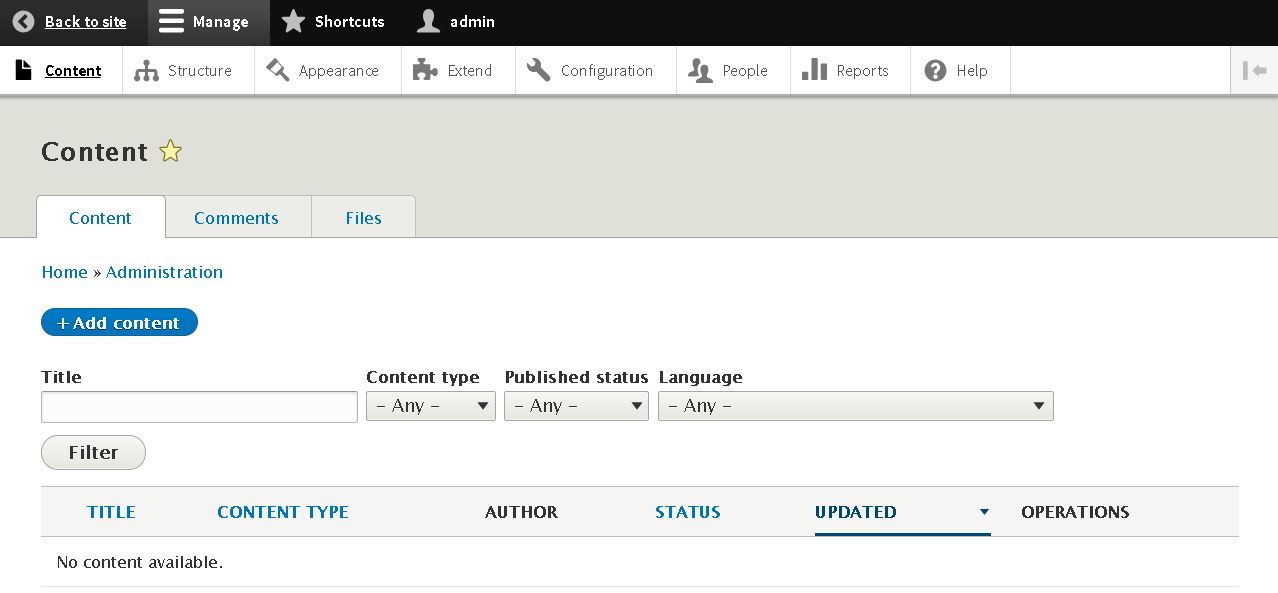 Back to site Manage Shortcuts admin
Content Structure Appearance Extend Configuration People Reports Help
Content
Content Comments Files
Home » Administration
+ Add content
Title Content type Published status Language
– Any – – Any – – Any –
Filter
TITLE CONTENT TYPE AUTHOR STATUS UPDATED OPERATIONS
No content available.